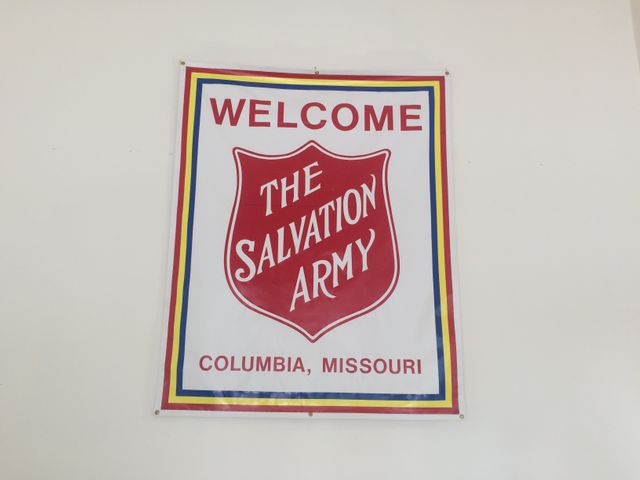 WELCOME
THE
SALVATION
ARMY
COLUMBIA, MISSOURI